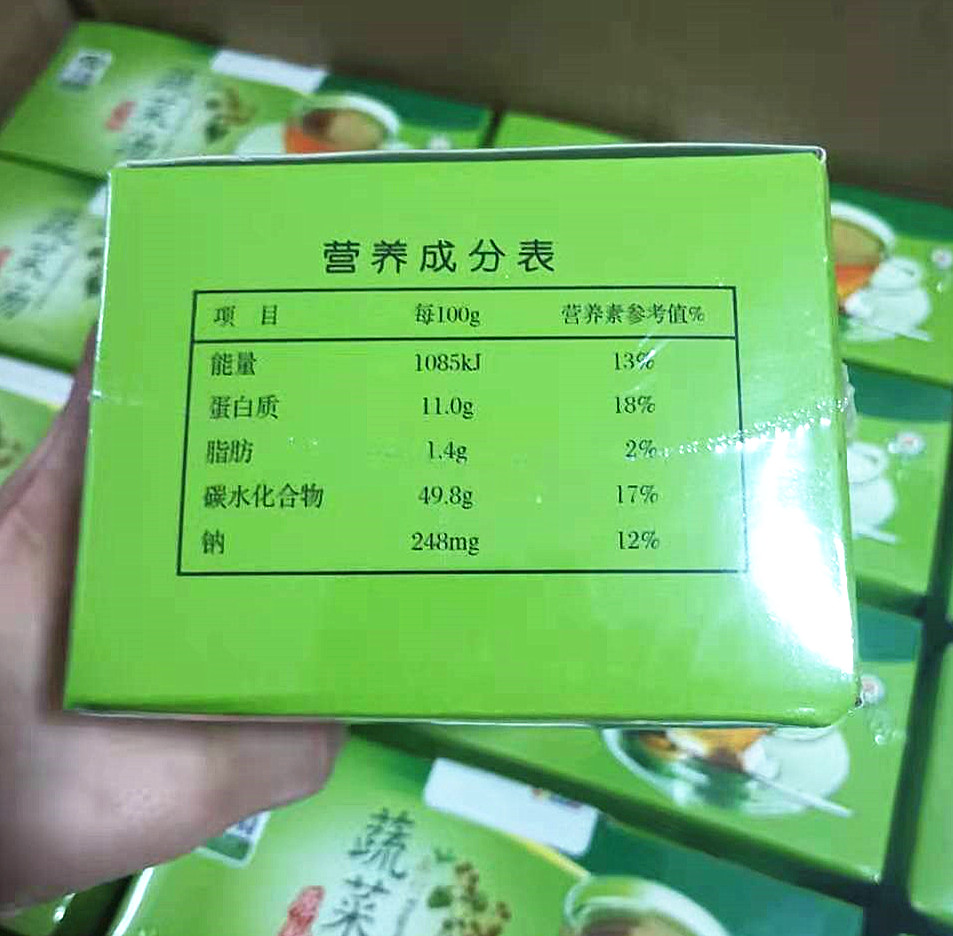 营养成分表
项 目 每100g 营养素参考值%
能量 1085kJ 13%
蛋白质 11.0g 18%
脂肪 1.4g 2%
碳水化合物 49.8g 17%
钠 248mg 12%
蔬菜